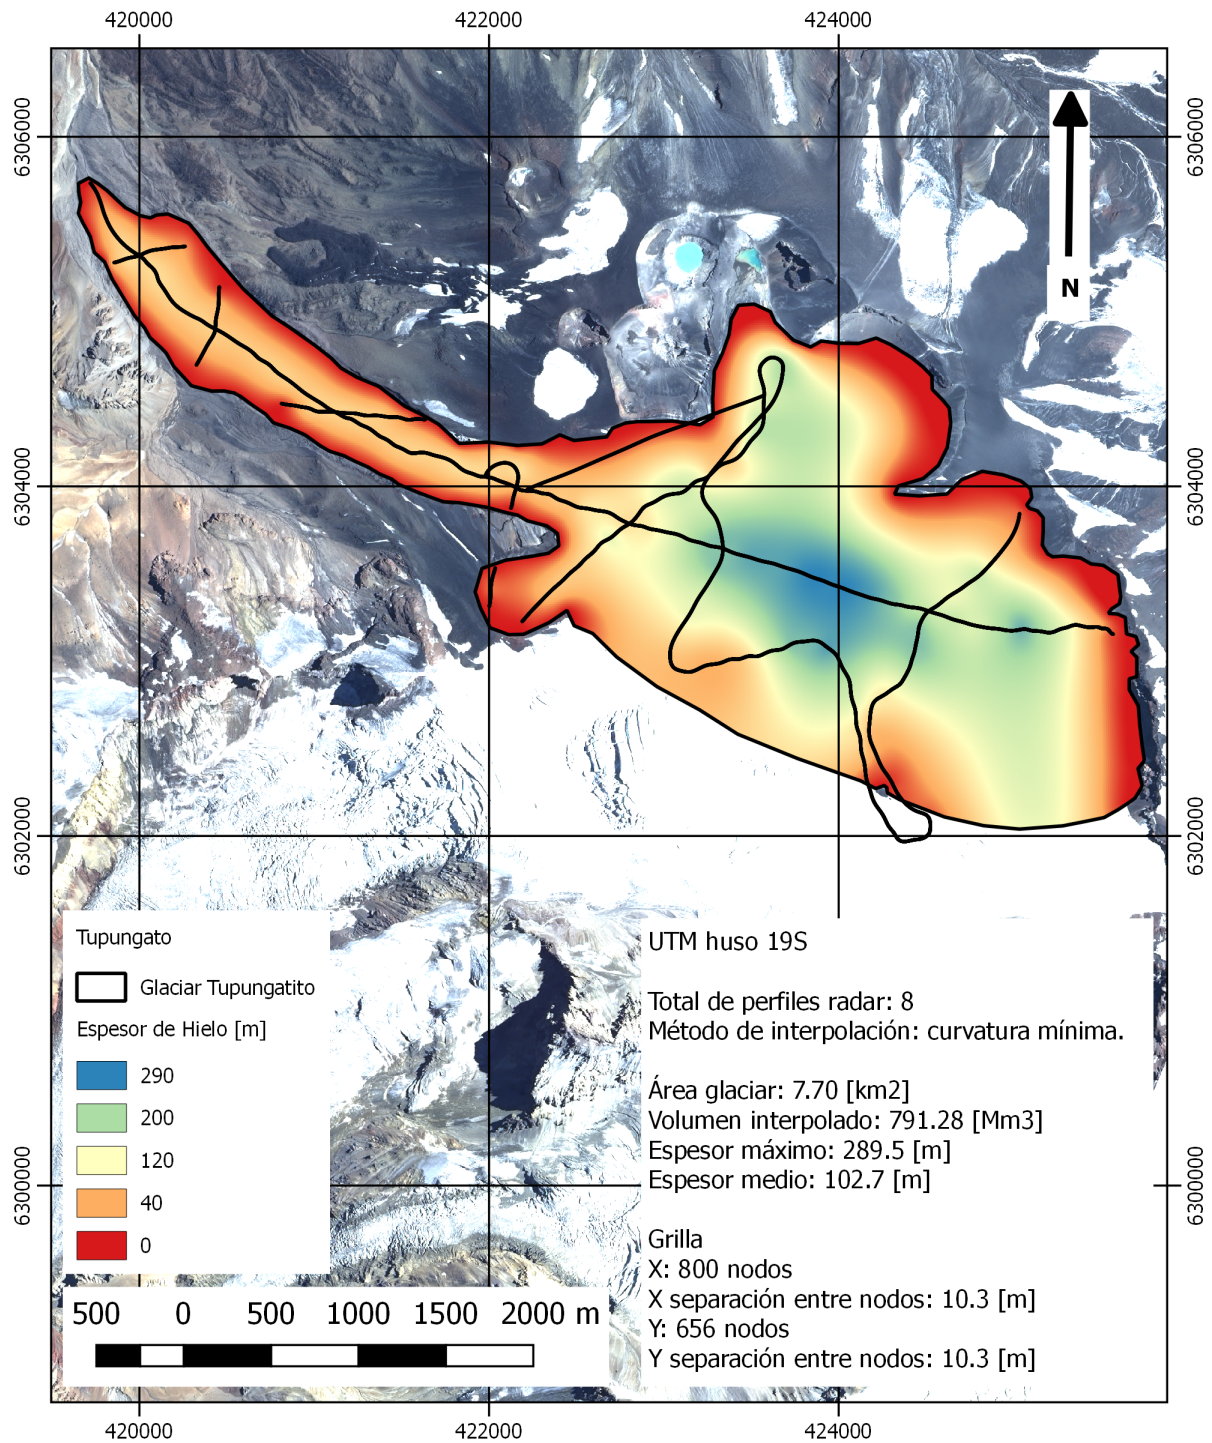 420000
422000
424000
6306000
6306000
N
6304000
6304000
6302000
6302000
Tupungato
Glaciar Tupungatito
Espesor de Hielo [m]
290
200
120
40
0
UTM huso 19S
Total de perfiles radar: 8
Método de interpolación: curvatura mínima.
Área glaciar: 7.70 [km2]
Volumen interpolado: 791.28 [Mm3]
Espesor máximo: 289.5 [m]
Espesor medio: 102.7 [m]
Grilla
X: 800 nodos
X separación entre nodos: 10.3 [m]
Y: 656 nodos
Y separación entre nodos: 10.3 [m]
6300000
6300000
500 0 500 1000 1500 2000 m
420000
422000
424000